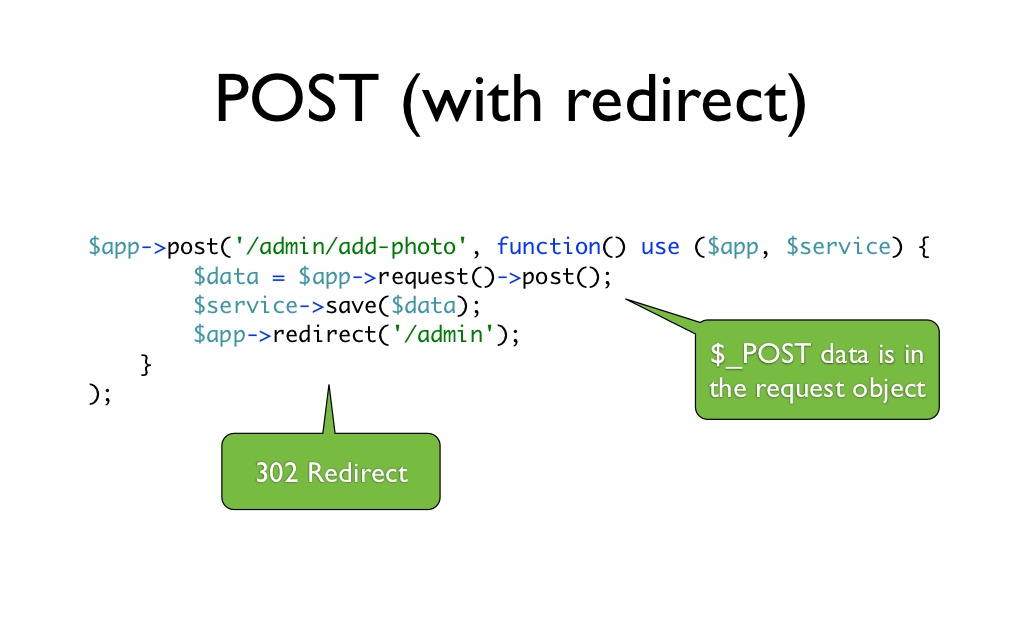 POST (with redirect)
$app->post('/admin/add-photo', function() use ($app, $service) {
        $data = $app->request()->post();
        $service->save($data);
        $app->redirect('/admin');
    }
);
$_POST data is in
the request object
302 Redirect